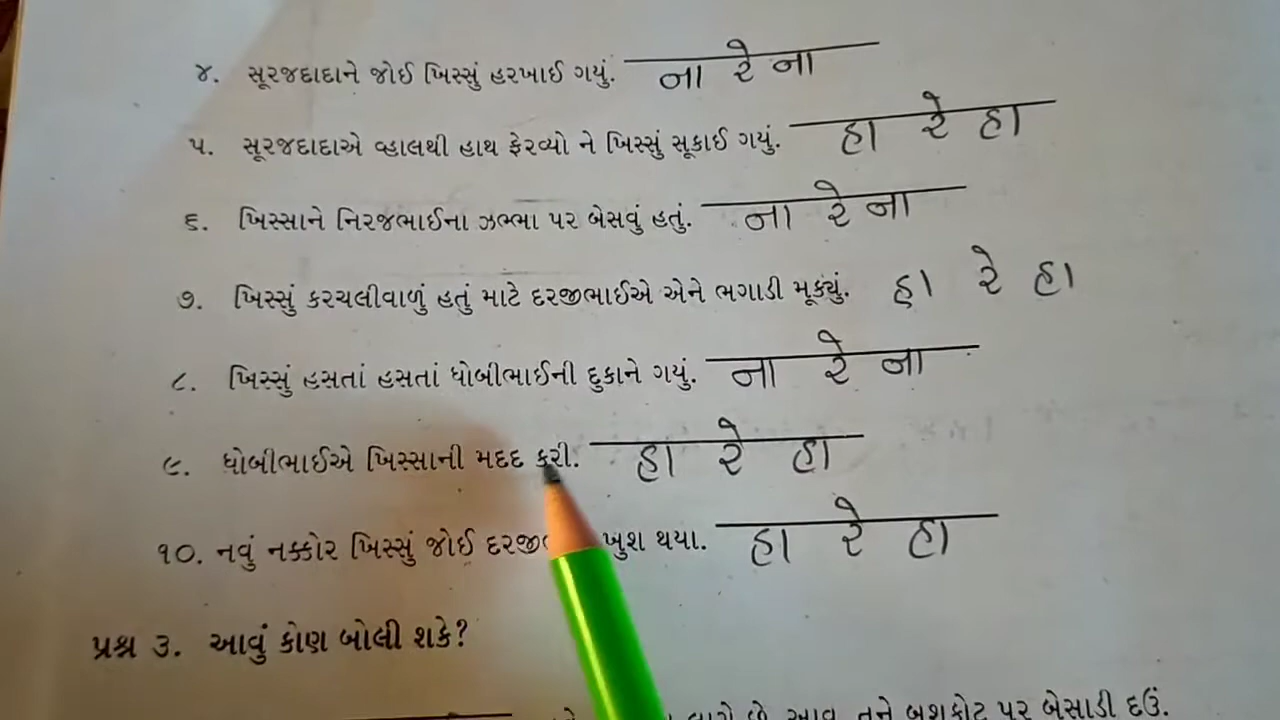 ૪. સૂરજદાદાને જોઈ ખિસ્સું હરખાઈ ગયું. ના રે ના
૫. સૂરજદાદાએ વ્હાલથી હાથ ફેરવ્યો ને ખિસ્સું સૂકાઈ ગયું. હા રે હા
૬. ખિસ્સાને નિરજભાઈના ઝભ્ભા પર બેસવું હતું. ના રે ના
૭. ખિસ્સું કરચલીવાળું હતું માટે દરજીભાઈએ એને ભગાડી મૂક્યું. હા રે હા
૮. ખિસ્સું હસતાં હસતાં ધોબીભાઈની દુકાને ગયું. ના રે ના
૯. ધોબીભાઈએ ખિસ્સાની મદદ કરી. હા રે હા
૧૦. નવું નક્કોર ખિસ્સું જોઈ ખુશ થયા. હા રે હા
પ્રશ્ન ૩. આવું કોણ બોલી શકે?
છે આવ તને બુશકોટ પર બેસાડી દઉં.